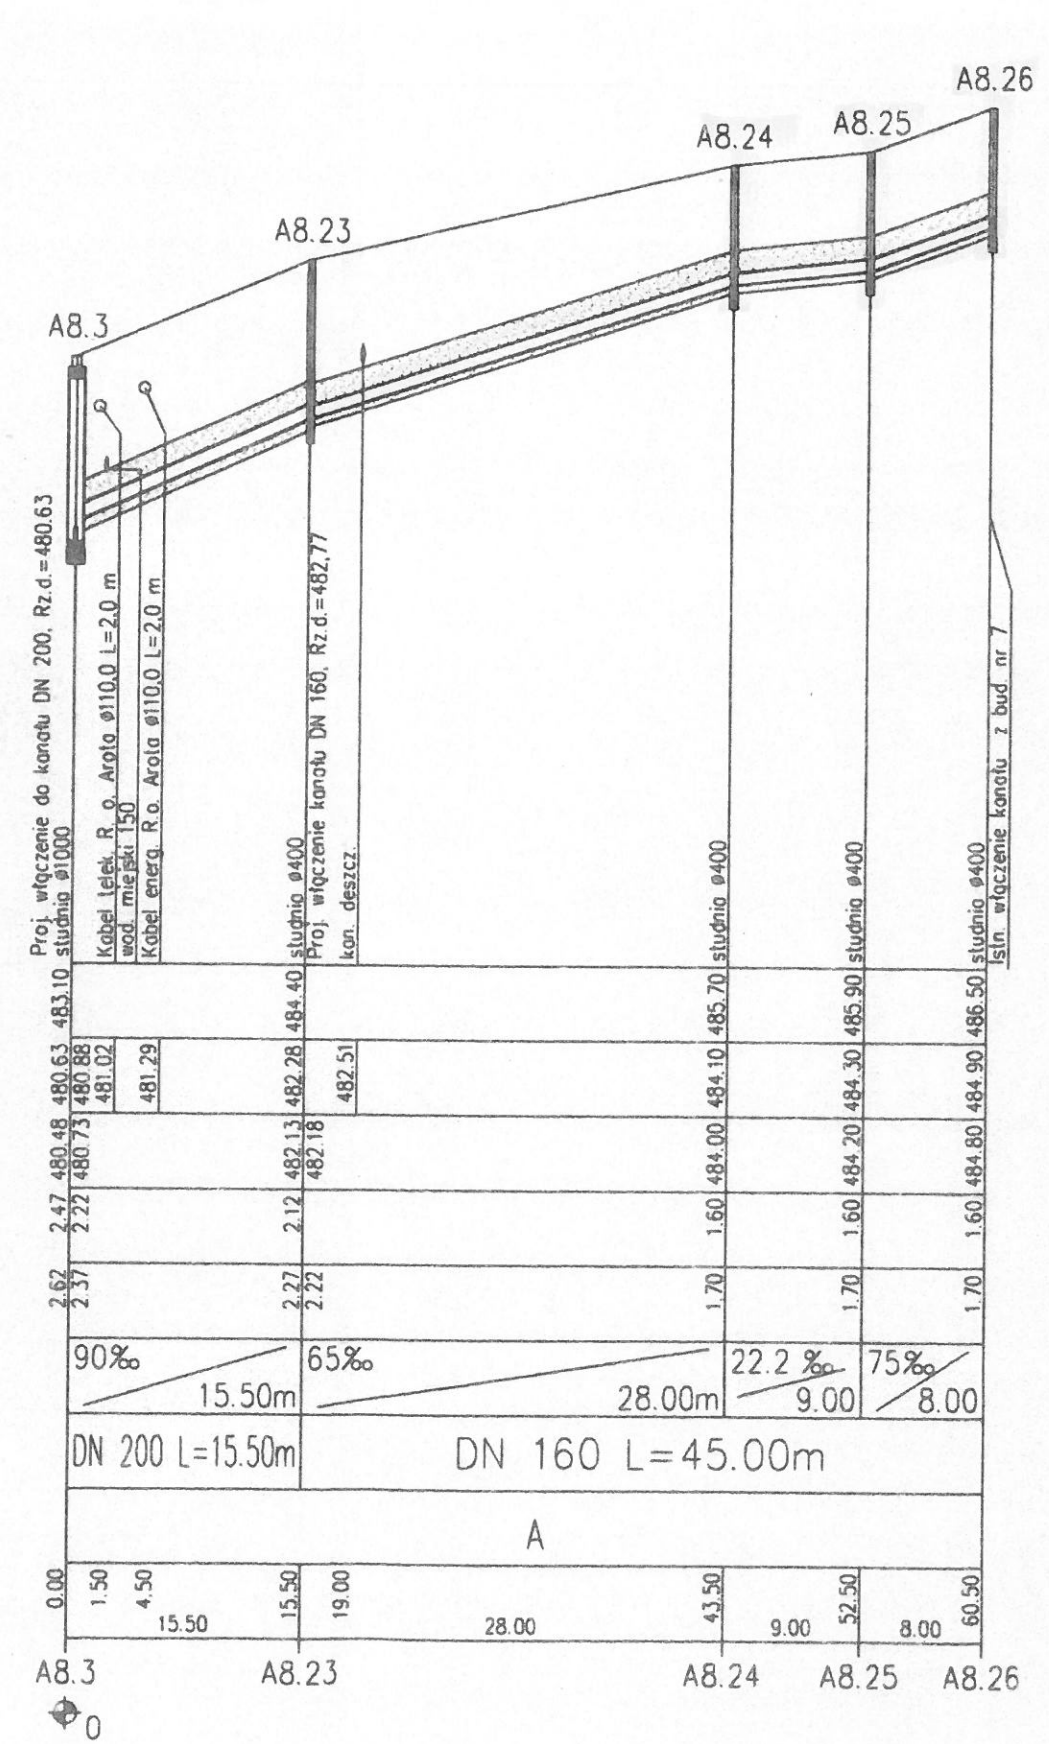 A8.26
A8.25
A8.24
A8.23
A8.3
Proj. włączenie do kanału DN 200, Rz.d.=480.63
studnia ø1000
Kabel telek. R. o. Arota ø110,0 L=2,0 m
wod. miejski 150
Kabel energ. R.o. Arota ø110,0 L=2,0 m
studnia ø400
Proj. włączenie kanału DN 160, Rz.d.=482,77
kan. deszcz.
studnia ø400
studnia ø400
studnia ø400
Istn. włączenie kanału z bud. nr 7
483.10 484.40 485.70 485.90 486.50
480.63 480.88 481.02 481.29 482.28 482.51 484.10 484.30 484.90
480.48 480.73 482.13 482.18 484.00 484.20 484.80
2.47 2.22 2.12 1.60 1.60 1.60
2.62 2.37 2.27 2.22 1.70 1.70 1.70
90‰ 65‰ 22.2 ‰ 75‰
15.50m 28.00m 9.00 8.00
DN 200 L=15.50m DN 160 L=45.00m
A
0.00 1.50 4.50 15.50 19.00 43.50 52.50 60.50
15.50 28.00 9.00 8.00
A8.3 A8.23 A8.24 A8.25 A8.26
0